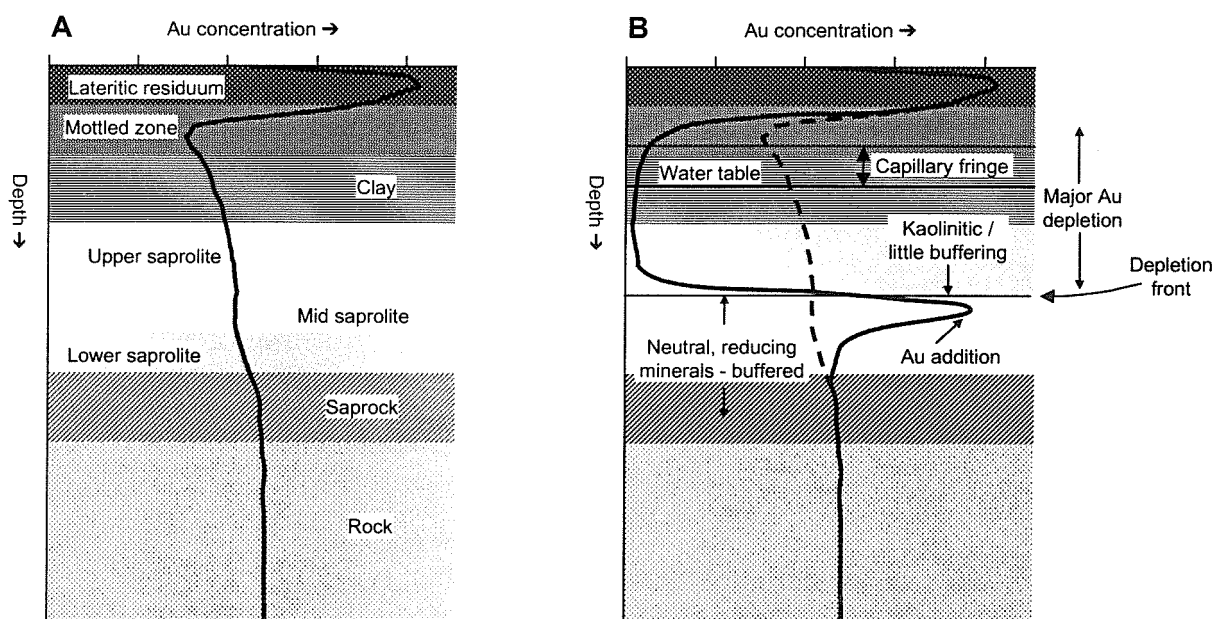 A
Au concentration →
Lateritic residuum
Mottled zone
Clay
Depth →
Upper saprolite
Mid saprolite
Lower saprolite
Saprock
Rock
B
Au concentration →
Capillary fringe
Water table
Major Au
depletion
Depth →
Kaolinitic /
little buffering
Depletion
front
Neutral, reducing
minerals - buffered
Au addition